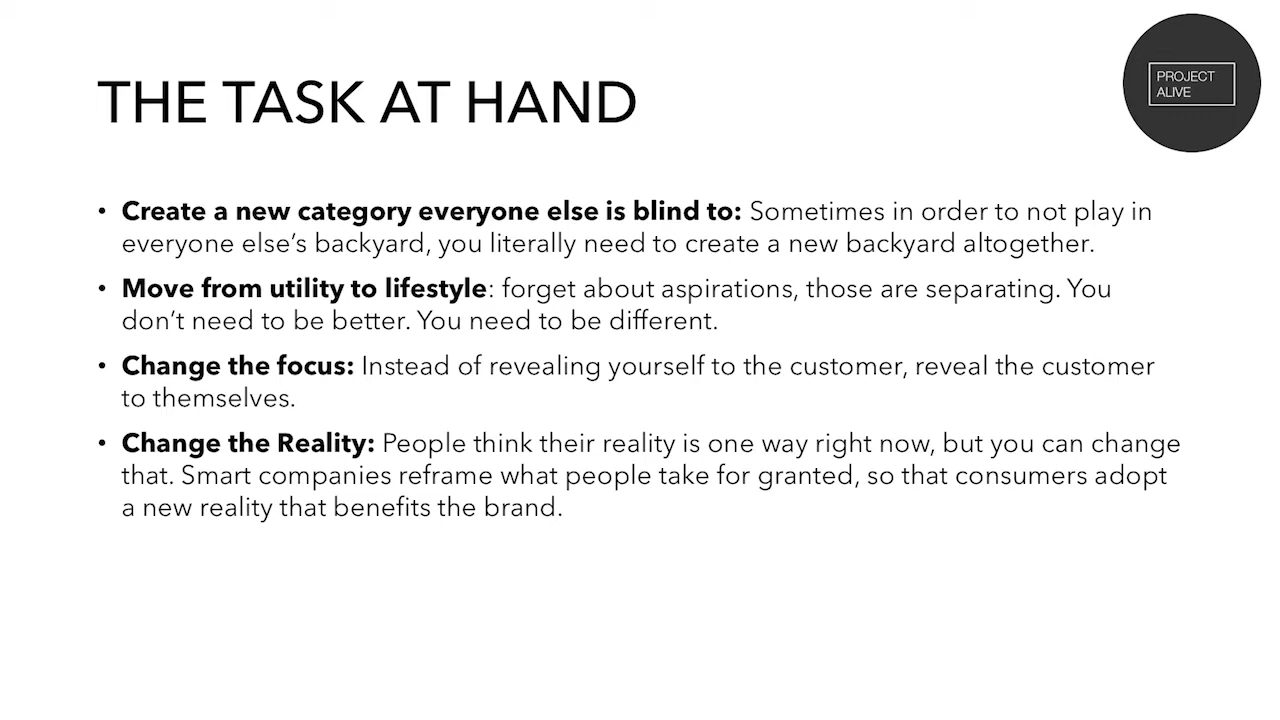 THE TASK AT HAND
PROJECT
ALIVE
• Create a new category everyone else is blind to: Sometimes in order to not play in
everyone else’s backyard, you literally need to create a new backyard altogether.
• Move from utility to lifestyle: forget about aspirations, those are separating. You
don’t need to be better. You need to be different.
• Change the focus: Instead of revealing yourself to the customer, reveal the customer
to themselves.
• Change the Reality: People think their reality is one way right now, but you can change
that. Smart companies reframe what people take for granted, so that consumers adopt
a new reality that benefits the brand.